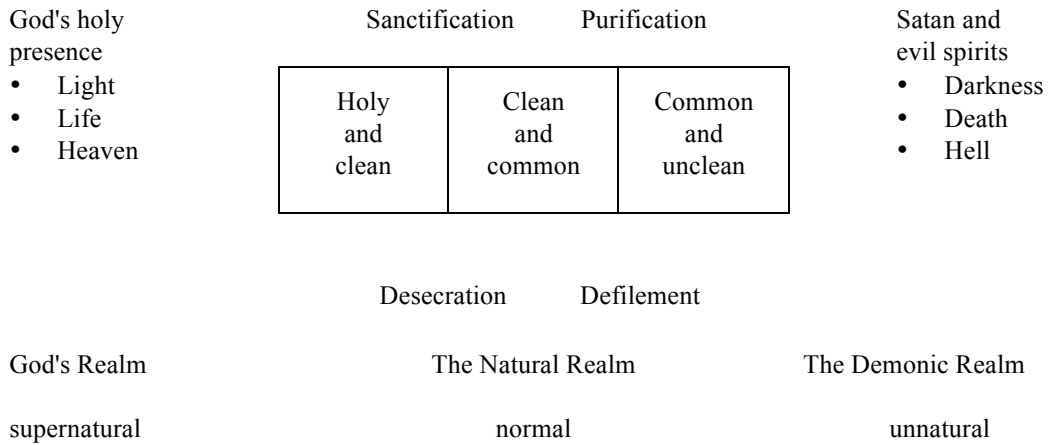 God's holy
presence
• Light
• Life
• Heaven
Sanctification Purification
Holy
and
clean
Clean
and
common
Common
and
unclean
Satan and
evil spirits
• Darkness
• Death
• Hell
Desecration Defilement
God's Realm The Natural Realm The Demonic Realm
supernatural normal unnatural